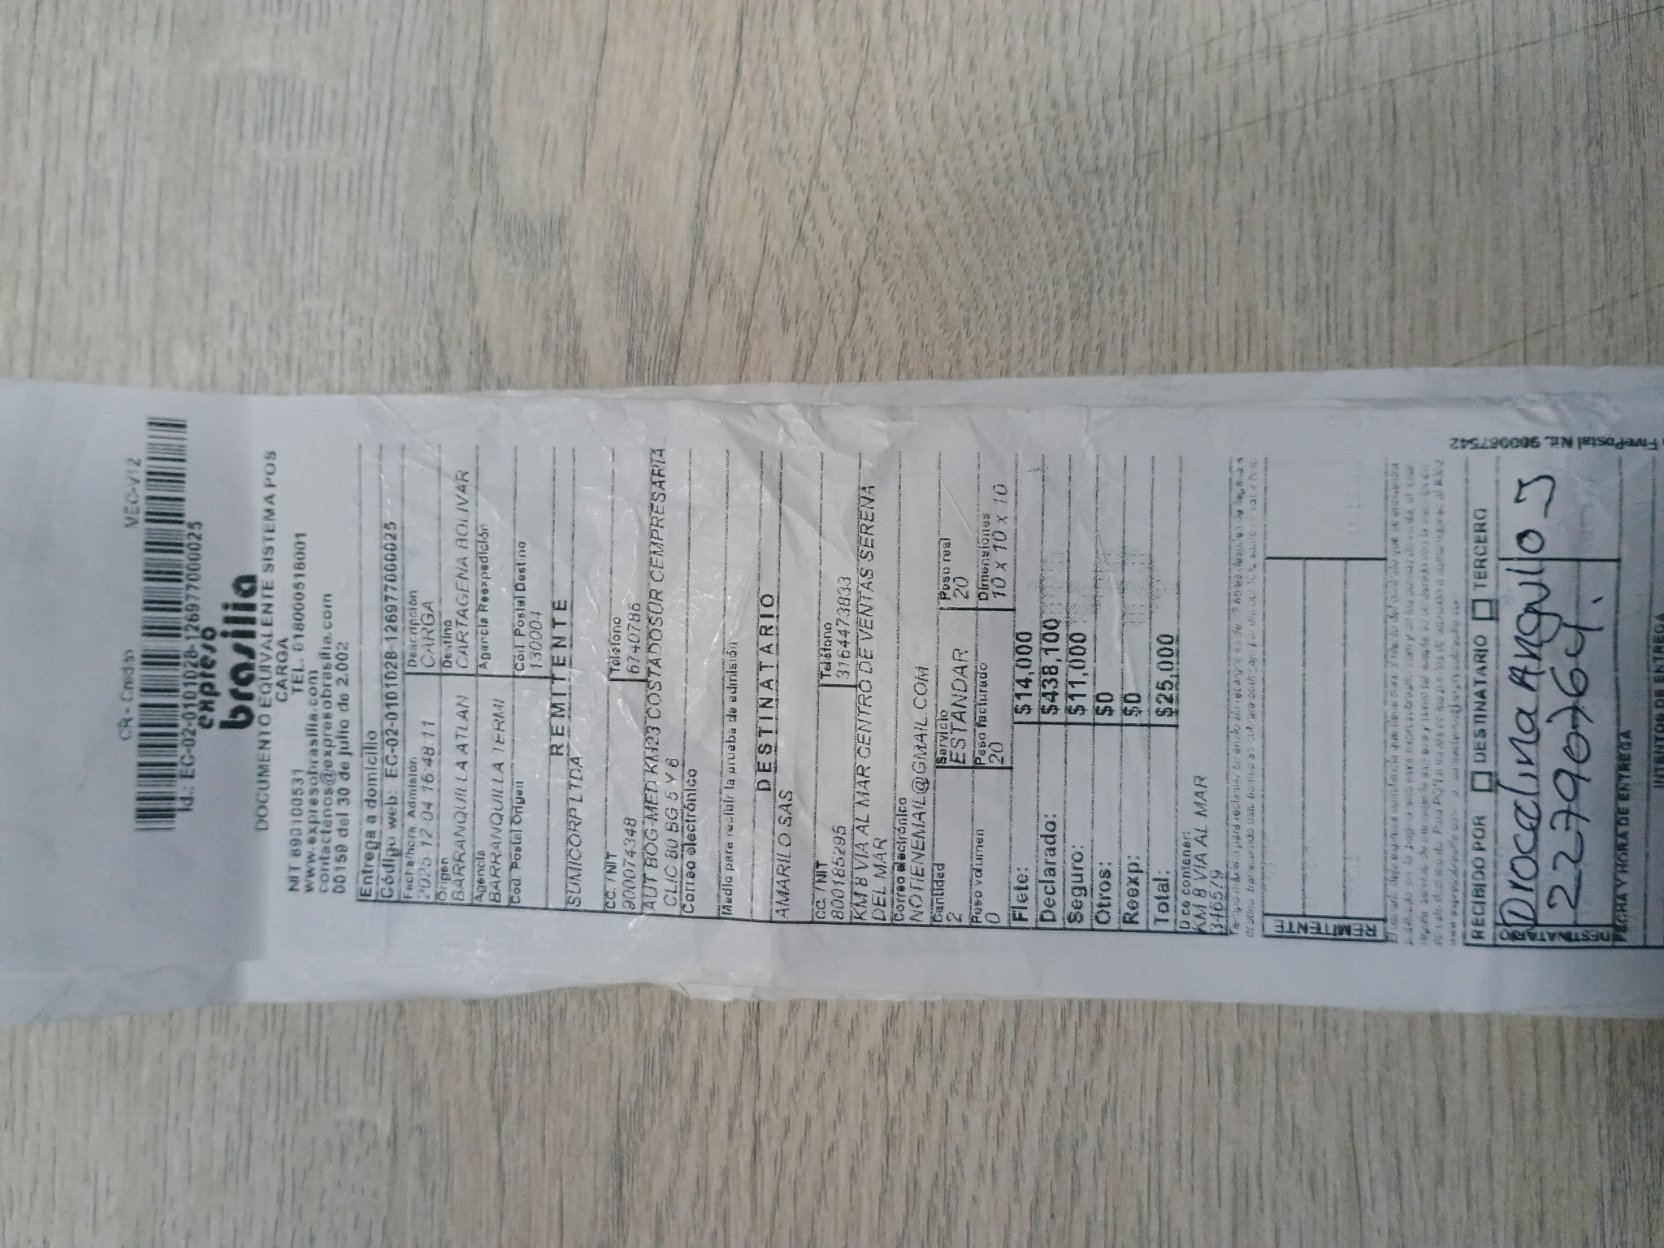 CR - Credito VEC-V12
Id.: EC-02-0101028-1269770000025
expreso
brasilia
DOCUMENTO EQUIVALENTE SISTEMA POS
CARGA
NIT 890100531 TEL. 018000518001
www.expresobrasilia.com
contactenos@expresobrasilia.com
00159 del 30 de julio de 2.002
Entrega a domicilio
Código web: EC-02-0101028-1269770000025
Fecha/hora Admisión Descripción
2025-12-04 16:48:11 CARGA
Origen Destino
BARRANQUILLA ATLAN CARTAGENA BOLIVAR
Agencia Agencia Reexpedición
BARRANQUILLA TERMI
Cod. Postal Origen Cod Postal Destino
130001
REMITENTE
SUMICORP LTDA
CC. / NIT Teléfono
900074348 6740786
AUT BOG-MED KM23 COSTADOSUR CEMPRESARIA
CLIC 80 BG 5 Y 6
Correo electrónico
Medio para recibir la prueba de admisión
DESTINATARIO
AMARILO SAS
CC. / NIT Teléfono
800185295 3164473833
KM 8 VIA AL MAR CENTRO DE VENTAS SERENA
DEL MAR
Correo electrónico
NOTIENEMAIL@GMAIL.COM
Cantidad Servicio Peso real
2 ESTANDAR 20
Peso volumen Peso facturado Dimensiones
0 20 10 x 10 x 10
Flete: $14,000
Declarado: $438,100
Seguro: $11,000
Otros: $0
Reexp: $0
Total: $25,000
Dice contener:
KM 8 VIA AL MAR
346579
REMITENTE
RECIBIDO POR: DESTINATARIO TERCERO
DESTINATARIO
Angulo J
22790764.
FECHA Y HORA DE ENTREGA
INTENTOS DE ENTREGA
FivePostal Nit. 900087542